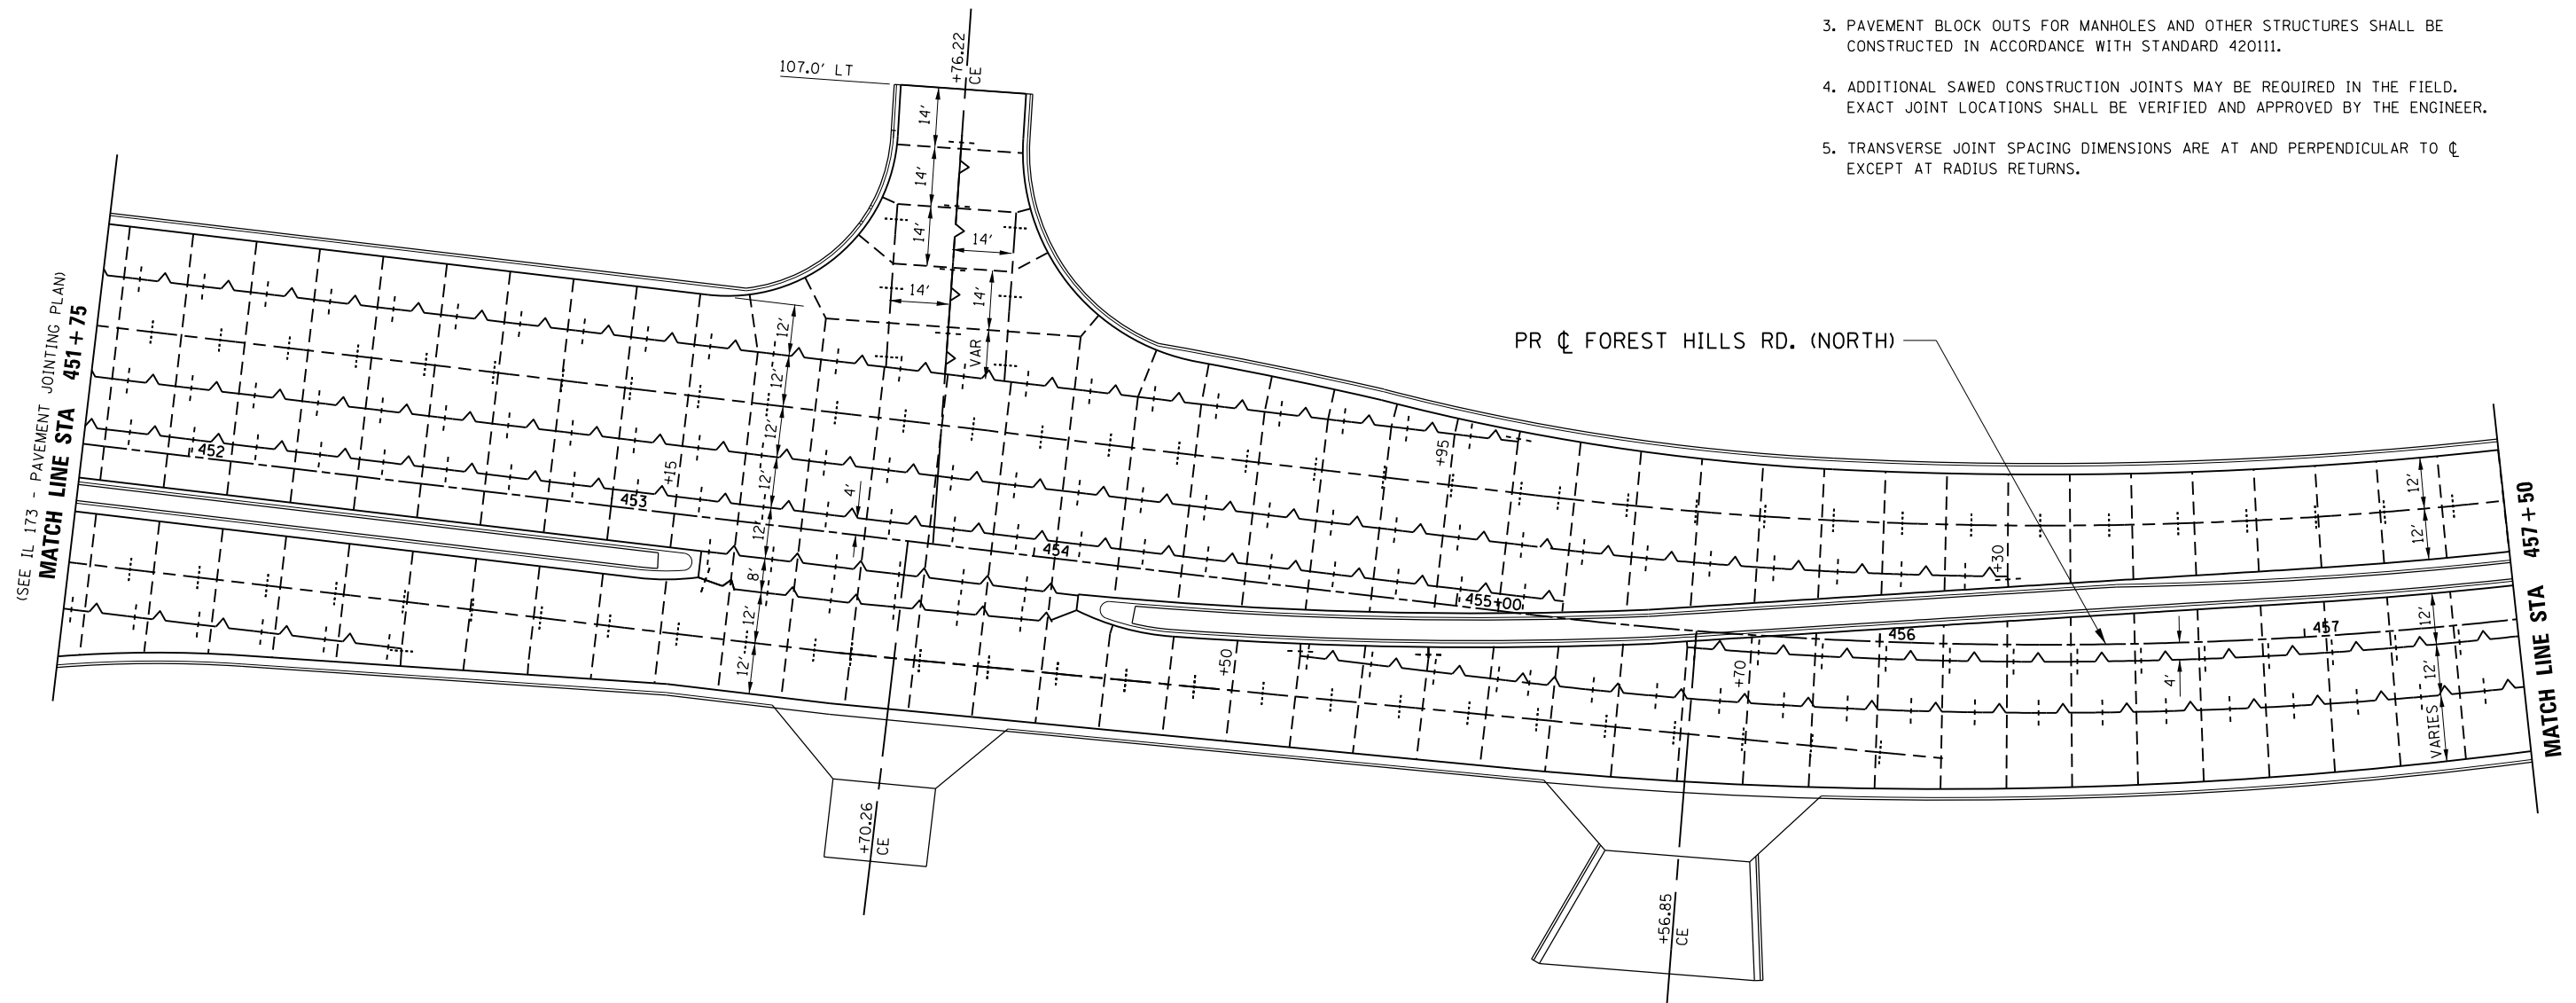 3. PAVEMENT BLOCK OUTS FOR MANHOLES AND OTHER STRUCTURES SHALL BE
CONSTRUCTED IN ACCORDANCE WITH STANDARD 420111.
4. ADDITIONAL SAWED CONSTRUCTION JOINTS MAY BE REQUIRED IN THE FIELD.
EXACT JOINT LOCATIONS SHALL BE VERIFIED AND APPROVED BY THE ENGINEER.
5. TRANSVERSE JOINT SPACING DIMENSIONS ARE AT AND PERPENDICULAR TO ℄
EXCEPT AT RADIUS RETURNS.
107.0' LT
+76.22
CE
14'
14'
14'
14'
14'
14'
VAR
(SEE IL 173 - PAVEMENT JOINTING PLAN)
MATCH LINE STA 451+75
452
453
+15
12'
12'
12'
12'
12'
8'
12'
12'
4'
454
+95
455+00
+50
+70
+30
PR ℄ FOREST HILLS RD. (NORTH)
456
457
4'
12'
12'
12'
12'
VARIES
MATCH LINE STA 457+50
+70.26
CE
+56.85
CE